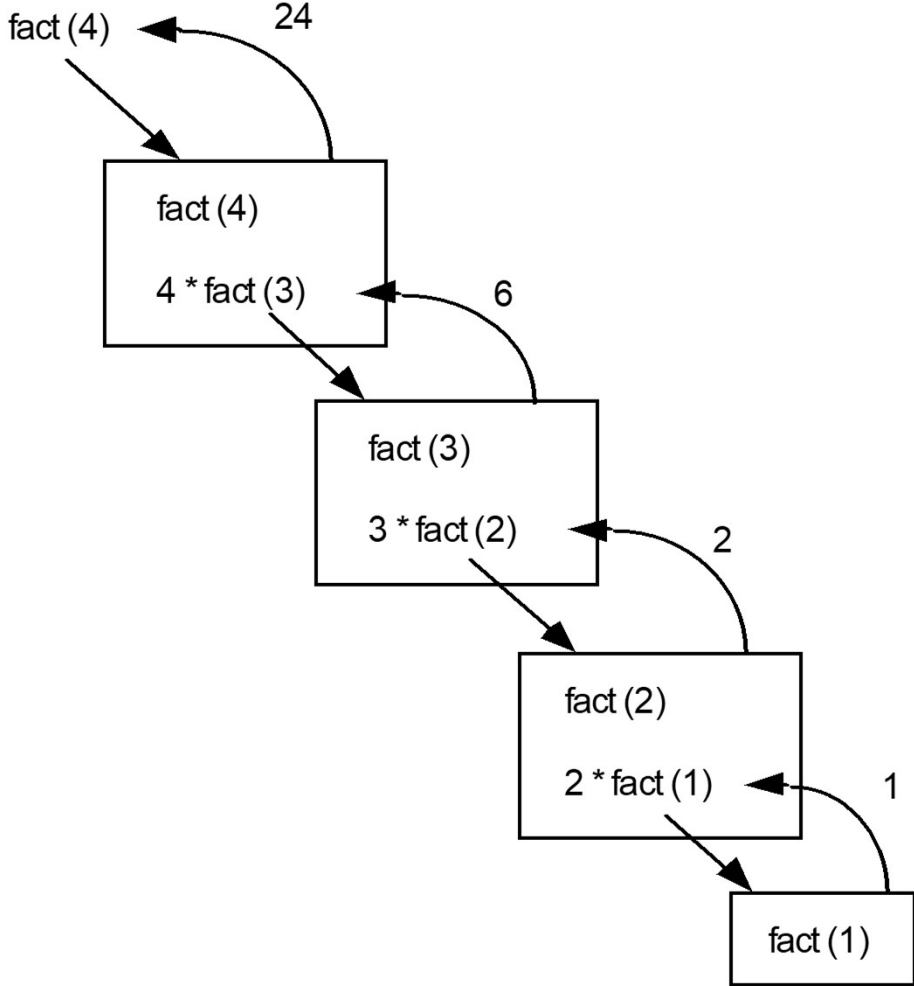 24
fact (4)
fact (4)
4 * fact (3)
6
fact (3)
3 * fact (2)
2
fact (2)
2 * fact (1)
1
fact (1)